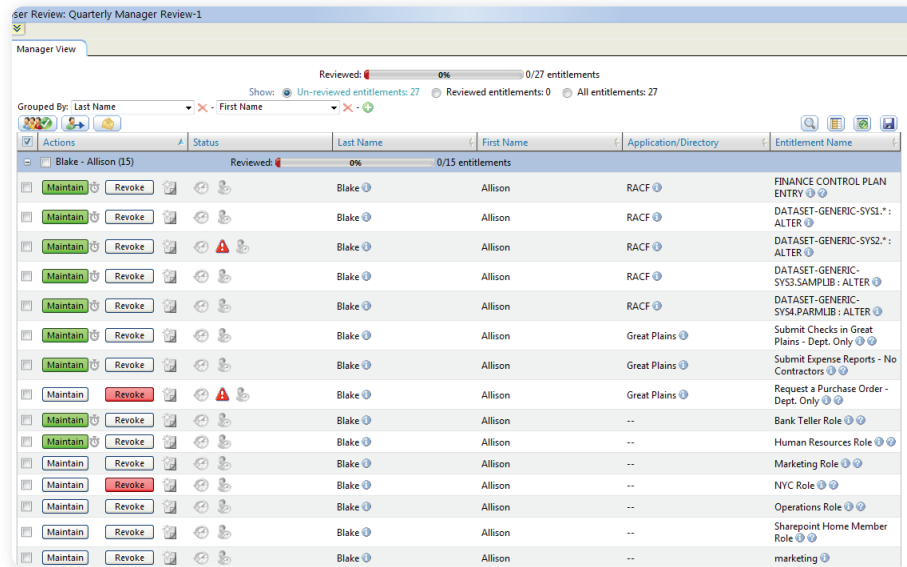 ser Review: Quarterly Manager Review-1
Manager View
Reviewed: 0% 0/27 entitlements
Show: Un-reviewed entitlements: 27 Reviewed entitlements: 0 All entitlements: 27
Grouped By: Last Name - First Name -
Actions Status Last Name First Name Application/Directory Entitlement Name
Blake - Allison (15) Reviewed: 0% 0/15 entitlements
Maintain Revoke Blake Allison RACF FINANCE CONTROL PLAN
ENTRY
Maintain Revoke Blake Allison RACF DATASET-GENERIC-SYS1.* :
ALTER
Maintain Revoke Blake Allison RACF DATASET-GENERIC-SYS2.* :
ALTER
Maintain Revoke Blake Allison RACF DATASET-GENERIC-
SYS3.SAMPLIB : ALTER
Maintain Revoke Blake Allison RACF DATASET-GENERIC-
SYS4.PARMLIB : ALTER
Maintain Revoke Blake Allison Great Plains Submit Checks in Great
Plains - Dept. Only
Maintain Revoke Blake Allison Great Plains Submit Expense Reports - No
Contractors
Maintain Revoke Blake Allison Great Plains Request a Purchase Order -
Dept. Only
Maintain Revoke Blake Allison -- Bank Teller Role
Maintain Revoke Blake Allison -- Human Resources Role
Maintain Revoke Blake Allison -- Marketing Role
Maintain Revoke Blake Allison -- NYC Role
Maintain Revoke Blake Allison -- Operations Role
Maintain Revoke Blake Allison -- Sharepoint Home Member
Role
Maintain Revoke Blake Allison -- marketing